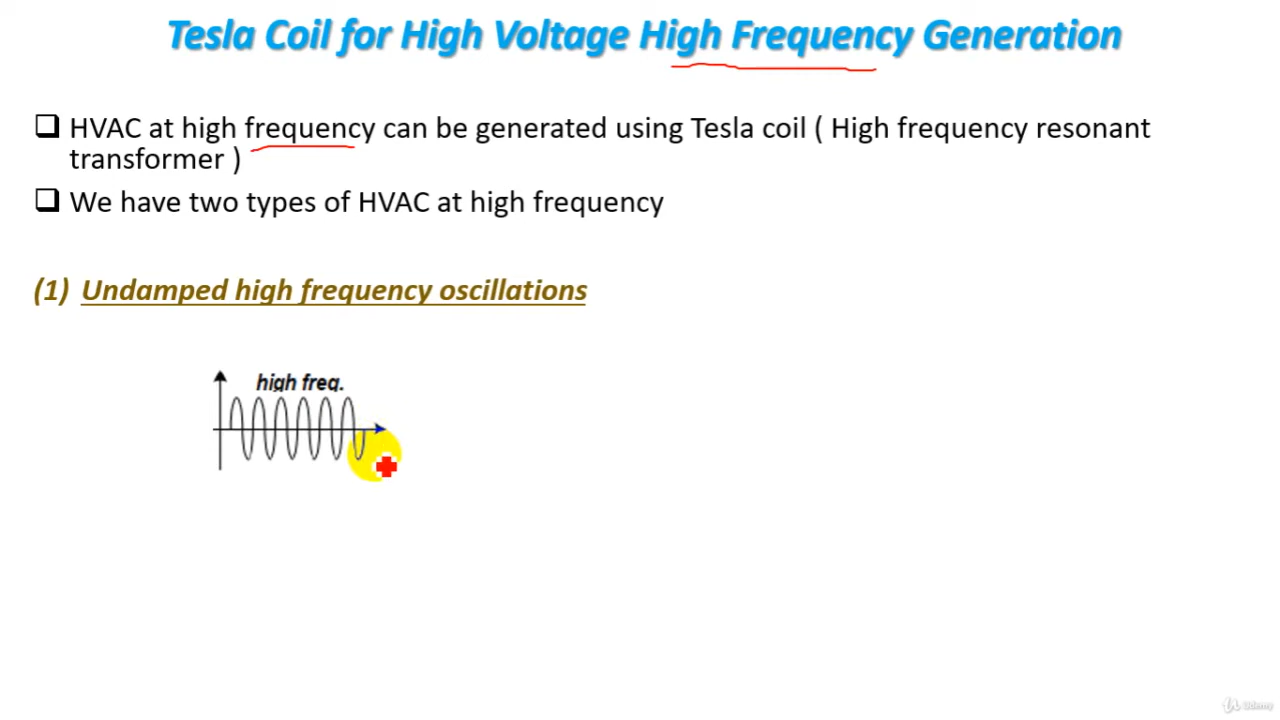 Tesla Coil for High Voltage High Frequency Generation
HVAC at high frequency can be generated using Tesla coil ( High frequency resonant
transformer )
We have two types of HVAC at high frequency
(1) Undamped high frequency oscillations
high freq.
Udemy